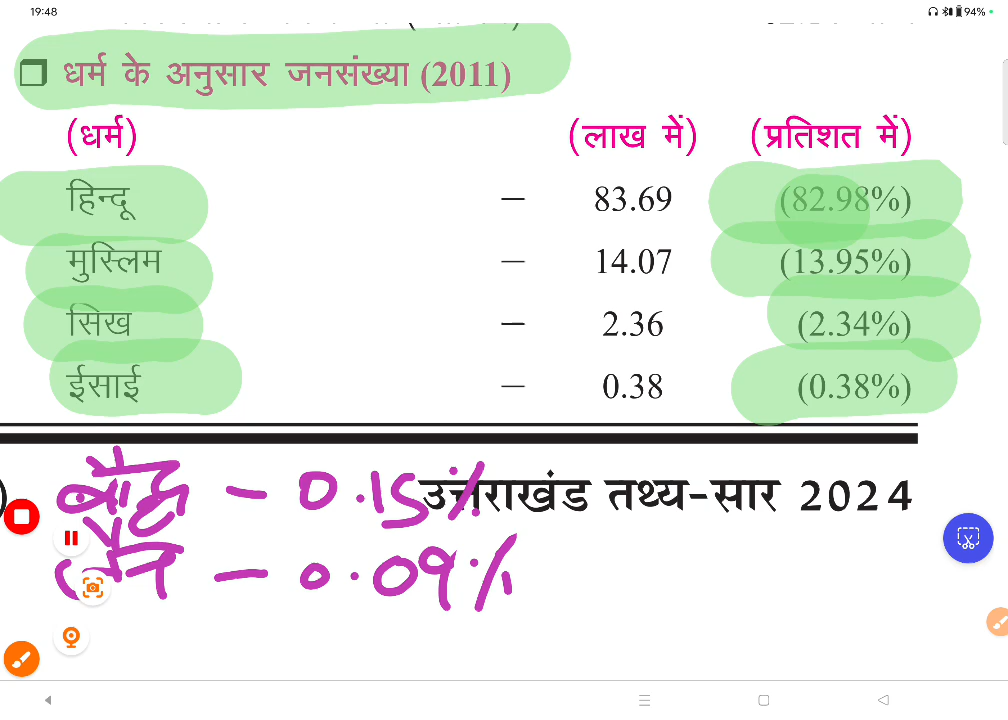 19:48 94%
❒ धर्म के अनुसार जनसंख्या (2011)
(धर्म) (लाख में) (प्रतिशत में)
हिन्दू – 83.69 (82.98%)
मुस्लिम – 14.07 (13.95%)
सिख – 2.36 (2.34%)
ईसाई – 0.38 (0.38%)
बौद्ध – 0.15% उत्तराखंड तथ्य-सार 2024
जैन – 0.09%